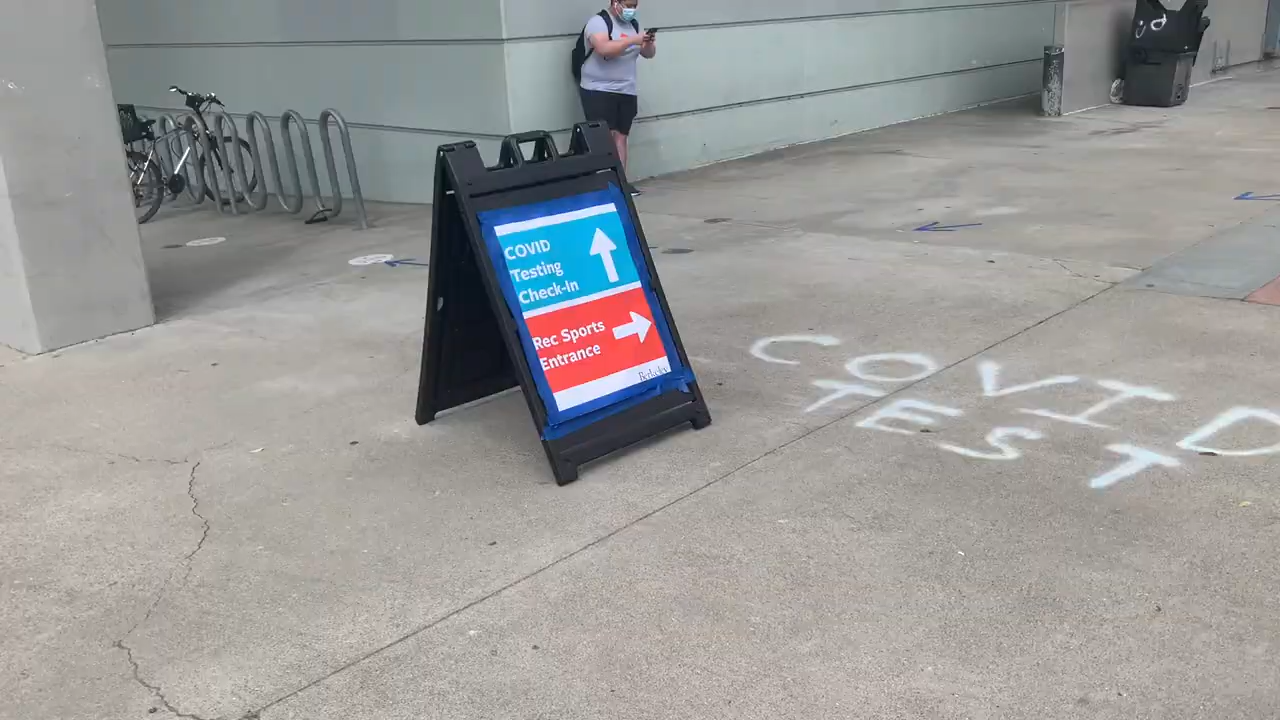 COVID
Testing
Check-In
Rec Sports
Entrance
Berkeley
COVID
TEST